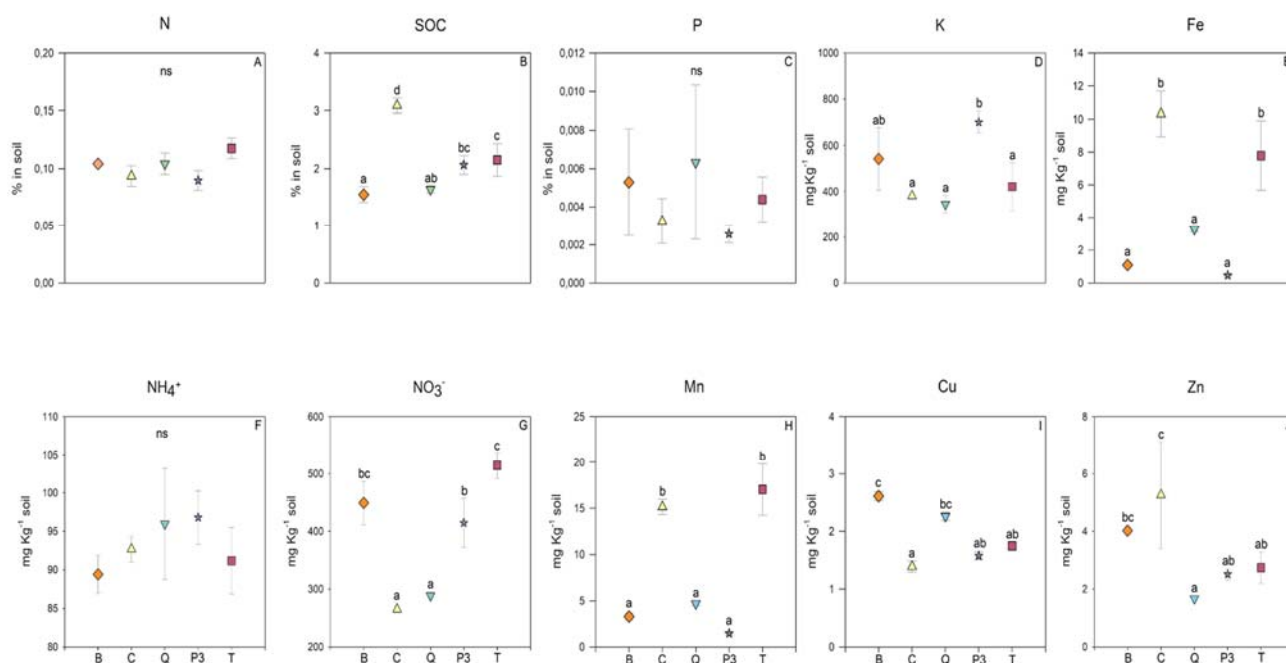 N
0,20
0,15
0,10
0,05
0,00
% in soil
A
ns
SOC
4
3
2
1
0
% in soil
B
a
d
ab
bc
c
P
0,012
0,010
0,008
0,006
0,004
0,002
0,000
% in soil
C
ns
K
1000
800
600
400
200
0
mg Kg⁻¹ soil
D
ab
a
a
b
a
Fe
14
12
10
8
6
4
2
0
mg Kg⁻¹ soil
E
a
b
a
a
b
NH₄⁺
110
105
100
95
90
85
80
mg Kg⁻¹ soil
F
ns
B C Q P3 T
NO₃⁻
600
500
400
300
200
mg Kg⁻¹ soil
G
bc
a
a
b
c
B C Q P3 T
Mn
25
20
15
10
5
0
mg Kg⁻¹ soil
H
a
b
a
a
b
B C Q P3 T
Cu
4
3
2
1
0
mg Kg⁻¹ soil
I
c
a
bc
ab
ab
B C Q P3 T
Zn
8
6
4
2
0
mg Kg⁻¹ soil
bc
c
a
ab
ab
B C Q P3 T